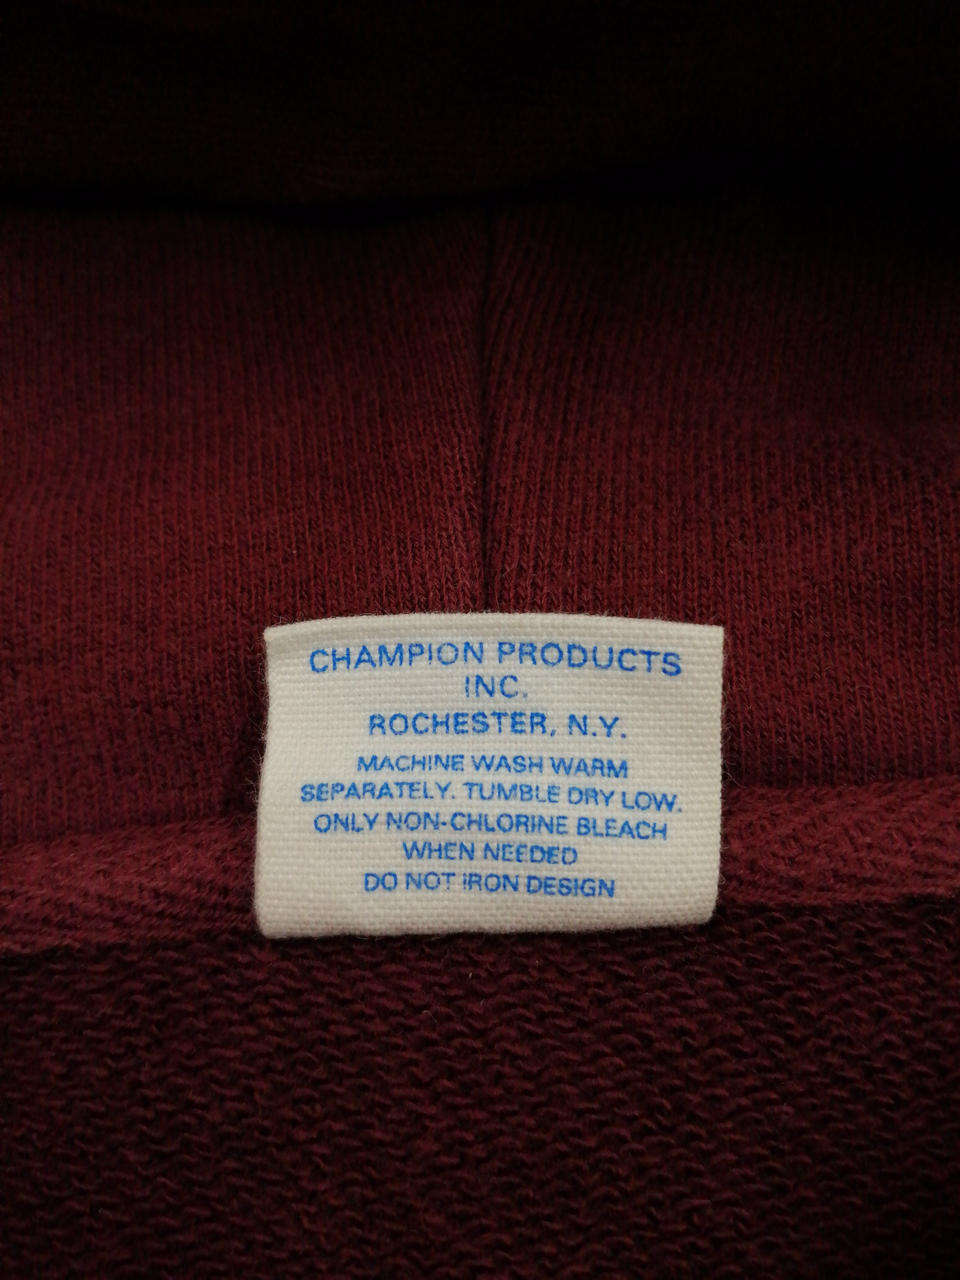 CHAMPION PRODUCTS
INC.
ROCHESTER, N.Y.
MACHINE WASH WARM
SEPARATELY. TUMBLE DRY LOW.
ONLY NON-CHLORINE BLEACH
WHEN NEEDED
DO NOT IRON DESIGN